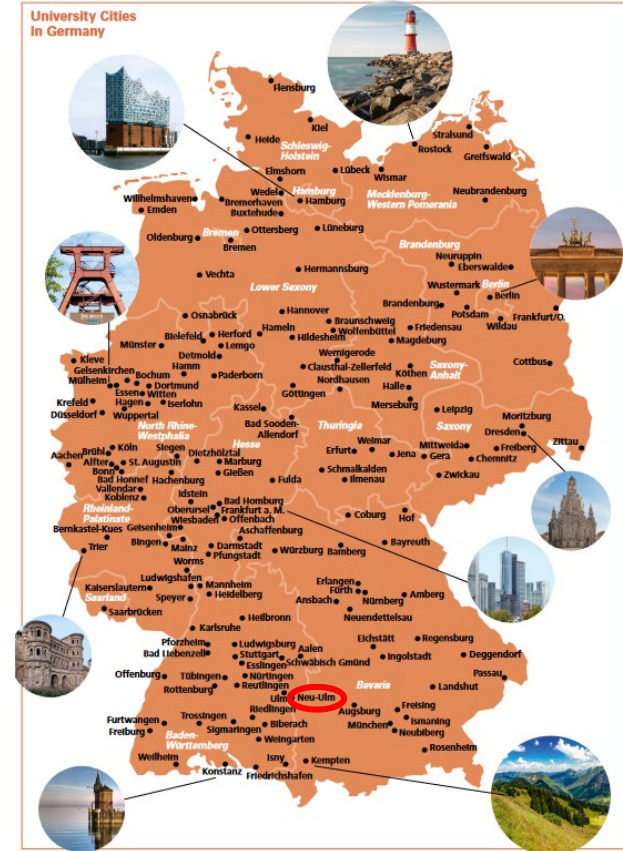 University Cities
in Germany
Flensburg
Kiel
Heide
Schleswig-
Holstein
Stralsund
Rostock
Greifswald
Elmshorn
Lübeck
Wismar
Wedel
Hamburg
Mecklenburg-
Western Pomerania
Neubrandenburg
Wilhelmshaven
Bremerhaven
Hamburg
Emden
Buxtehude
Ottersberg
Lüneburg
Oldenburg
Bremen
Bremen
Brandenburg
Neuruppin
Eberswalde
Vechta
Hermannsburg
Lower Saxony
Wustermark
Berlin
Berlin
Brandenburg
Potsdam
Frankfurt/O.
Wildau
Osnabrück
Hannover
Braunschweig
Wolfenbüttel
Friedensau
Magdeburg
Bielefeld
Herford
Hameln
Hildesheim
Münster
Lemgo
Detmold
Wernigerode
Clausthal-Zellerfeld
Saxony-
Anhalt
Cottbus
Kleve
Gelsenkirchen
Bochum
Hamm
Paderborn
Nordhausen
Köthen
Mülheim
Dortmund
Göttingen
Halle
Essen
Witten
Merseburg
Krefeld
Hagen
Iserlohn
Kassel
Leipzig
Düsseldorf
Wuppertal
Bad Sooden-
Allendorf
Moritzburg
North Rhine-
Westphalia
Hesse
Thuringia
Saxony
Dresden
Zittau
Köln
Brühl
Siegen
Dietzhölztal
Erfurt
Weimar
Jena
Gera
Mittweida
Freiberg
Chemnitz
Aachen
Alfter
St. Augustin
Marburg
Bonn
Gießen
Schmalkalden
Ilmenau
Zwickau
Bad Honnef
Hachenburg
Fulda
Vallendar
Koblenz
Idstein
Bad Homburg
Oberursel
Frankfurt a. M.
Coburg
Hof
Rheinland-
Palatinate
Wiesbaden
Offenbach
Bernkastel-Kues
Geisenheim
Aschaffenburg
Bayreuth
Trier
Bingen
Mainz
Darmstadt
Würzburg
Bamberg
Pfungstadt
Worms
Ludwigshafen
Mannheim
Erlangen
Fürth
Amberg
Kaiserslautern
Saarland
Speyer
Heidelberg
Ansbach
Nürnberg
Saarbrücken
Neuendettelsau
Heilbronn
Karlsruhe
Pforzheim
Ludwigsburg
Eichstätt
Regensburg
Bad Liebenzell
Stuttgart
Aalen
Esslingen
Schwäbisch Gmünd
Ingolstadt
Deggendorf
Offenburg
Tübingen
Nürtingen
Passau
Rottenburg
Reutlingen
Bavaria
Landshut
Ulm
Neu-Ulm
Riedlingen
Augsburg
Freising
Furtwangen
Trossingen
Biberach
München
Ismaning
Freiburg
Sigmaringen
Neubiberg
Baden-
Württemberg
Weingarten
Rosenheim
Weilheim
Isny
Kempten
Konstanz
Friedrichshafen